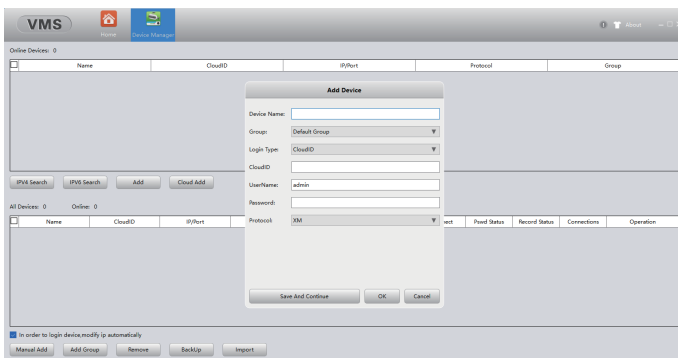 VMS
Home
Device Manager
About
Online Devices: 0
Name CloudID IP/Port Protocol Group
Add Device
Device Name:
Group: Default Group
Login Type: CloudID
CloudID
UserName: admin
Password:
Protocol: XM
Save And Continue OK Cancel
IPV4 Search IPV6 Search Add Cloud Add
All Devices: 0 Online: 0
Name CloudID IP/Port Pswd Status Record Status Connections Operation
In order to login device,modify ip automatically
Manual Add Add Group Remove BackUp Import